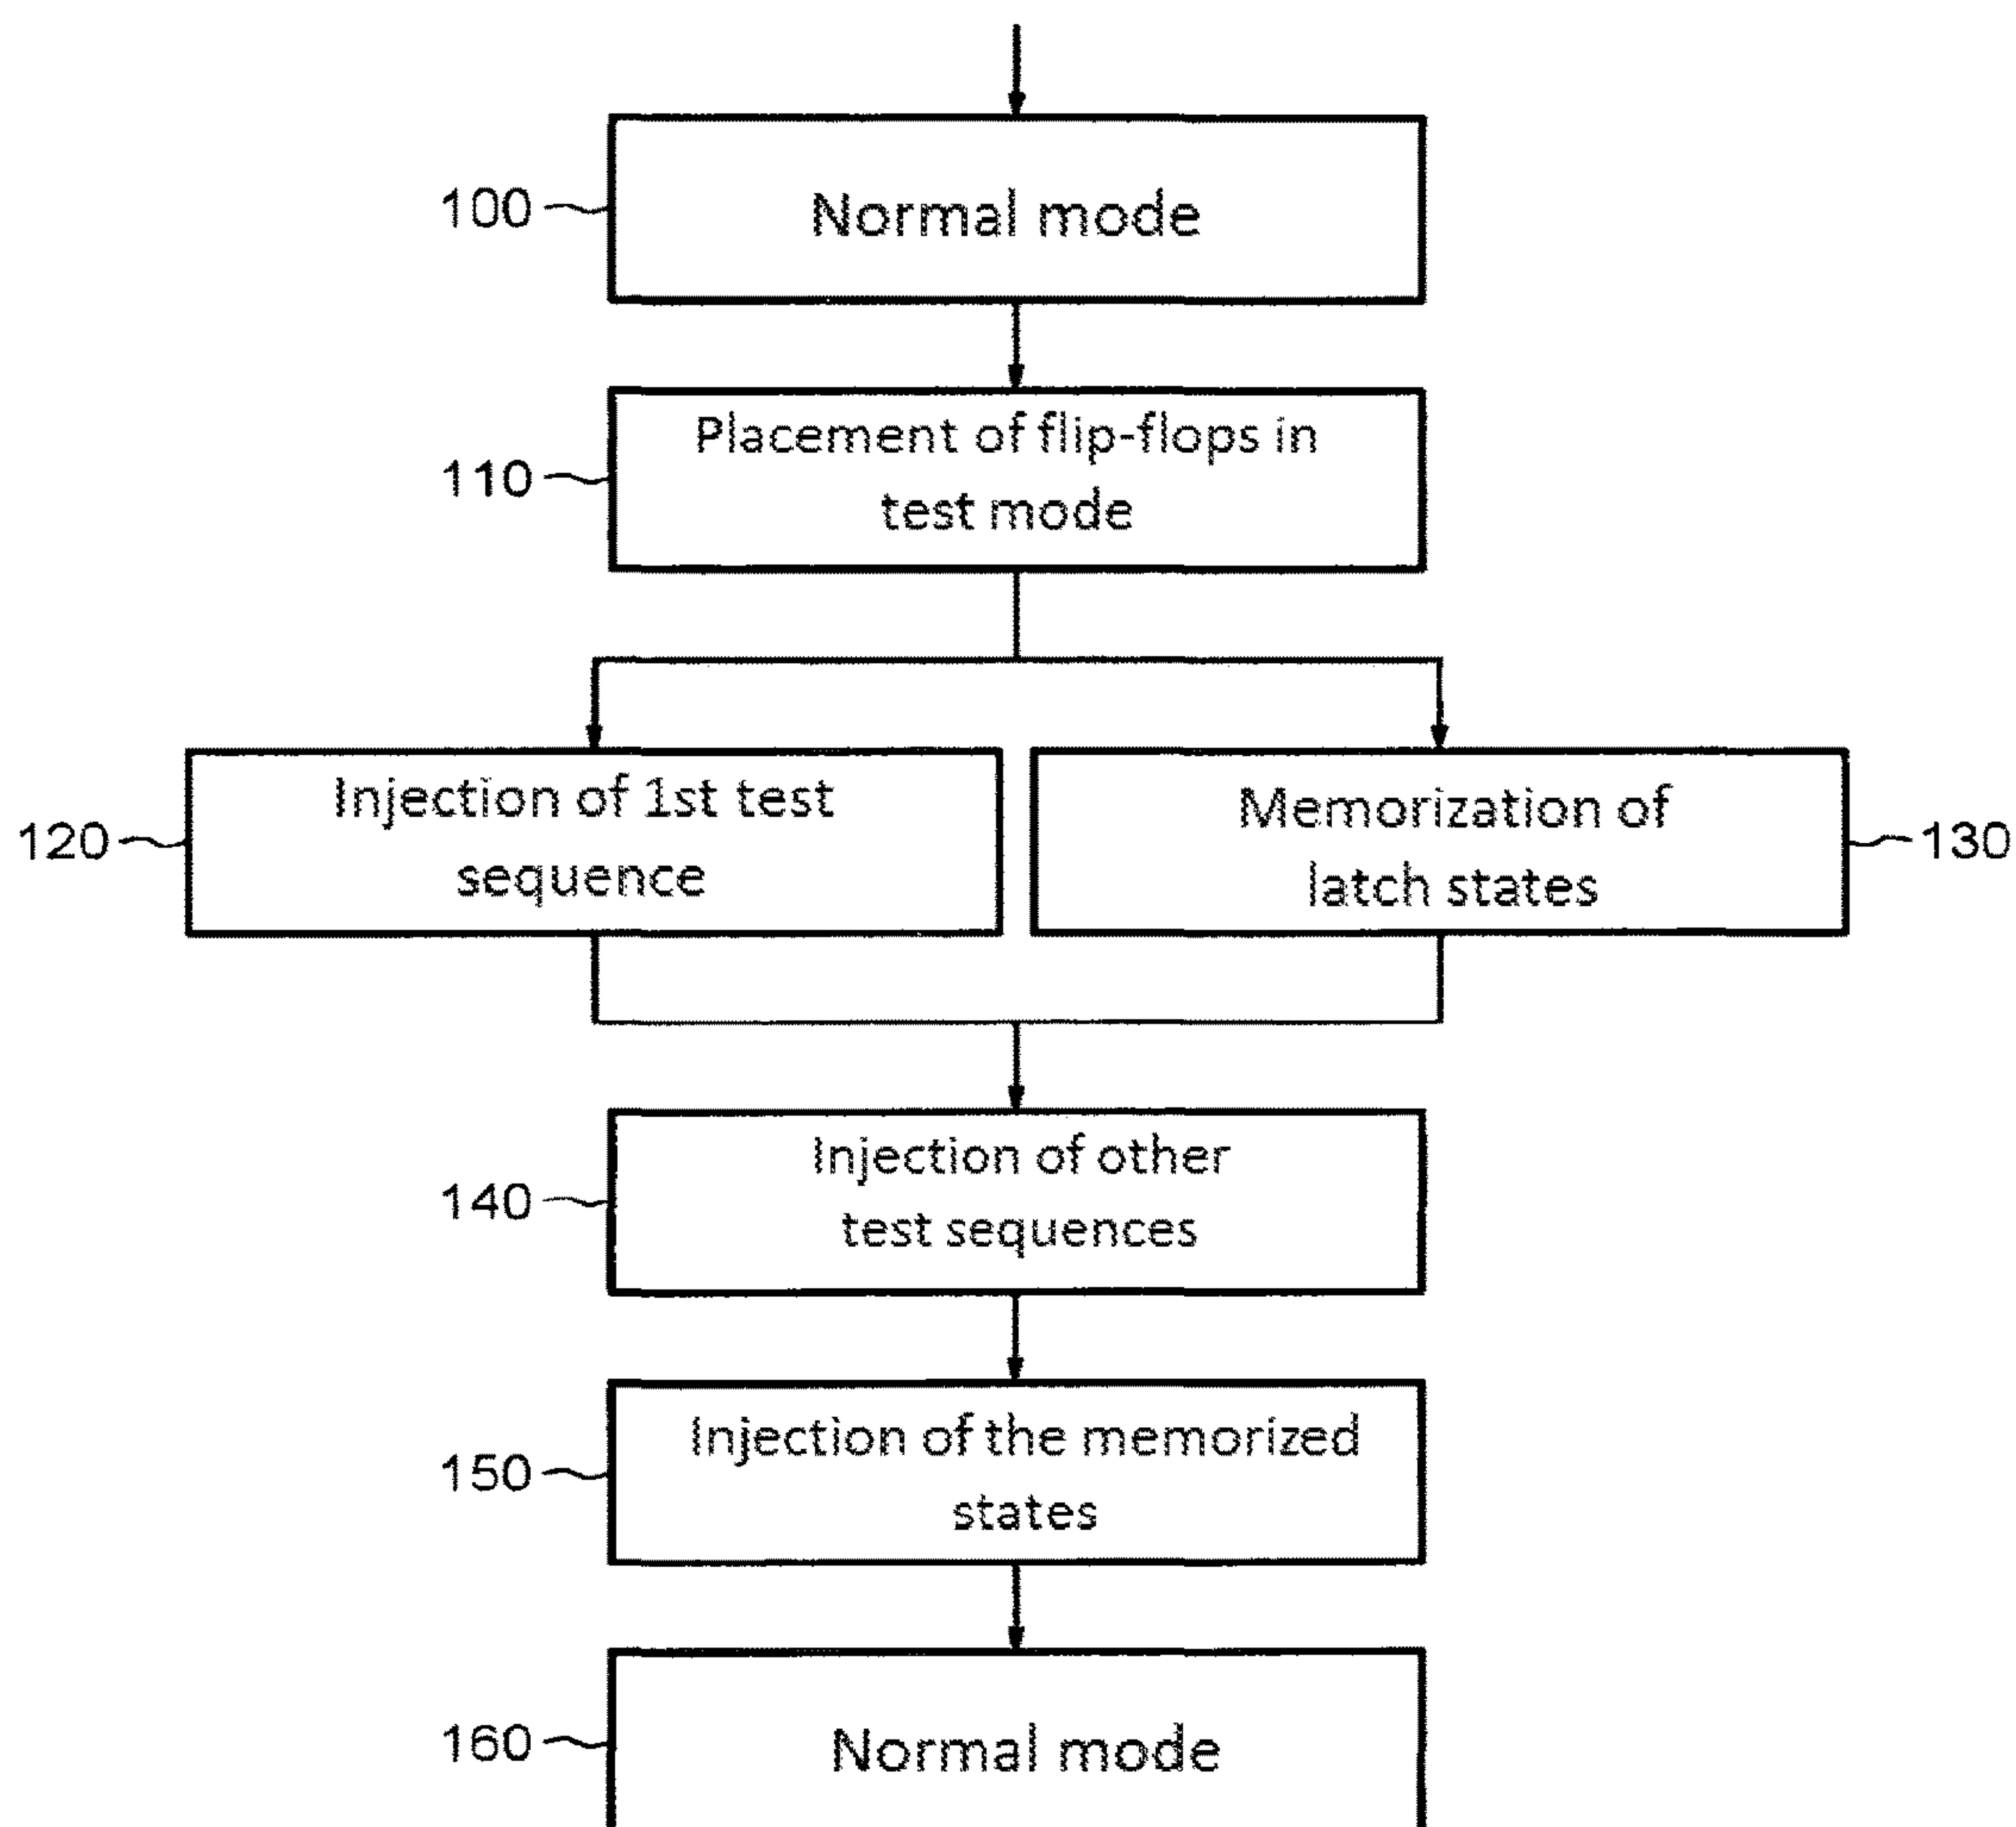 100
Normal mode
110
Placement of flip-flops in
test mode
120
Injection of 1st test
sequence
Memorization of
latch states
130
140
Injection of other
test sequences
150
Injection of the memorized
states
160
Normal mode